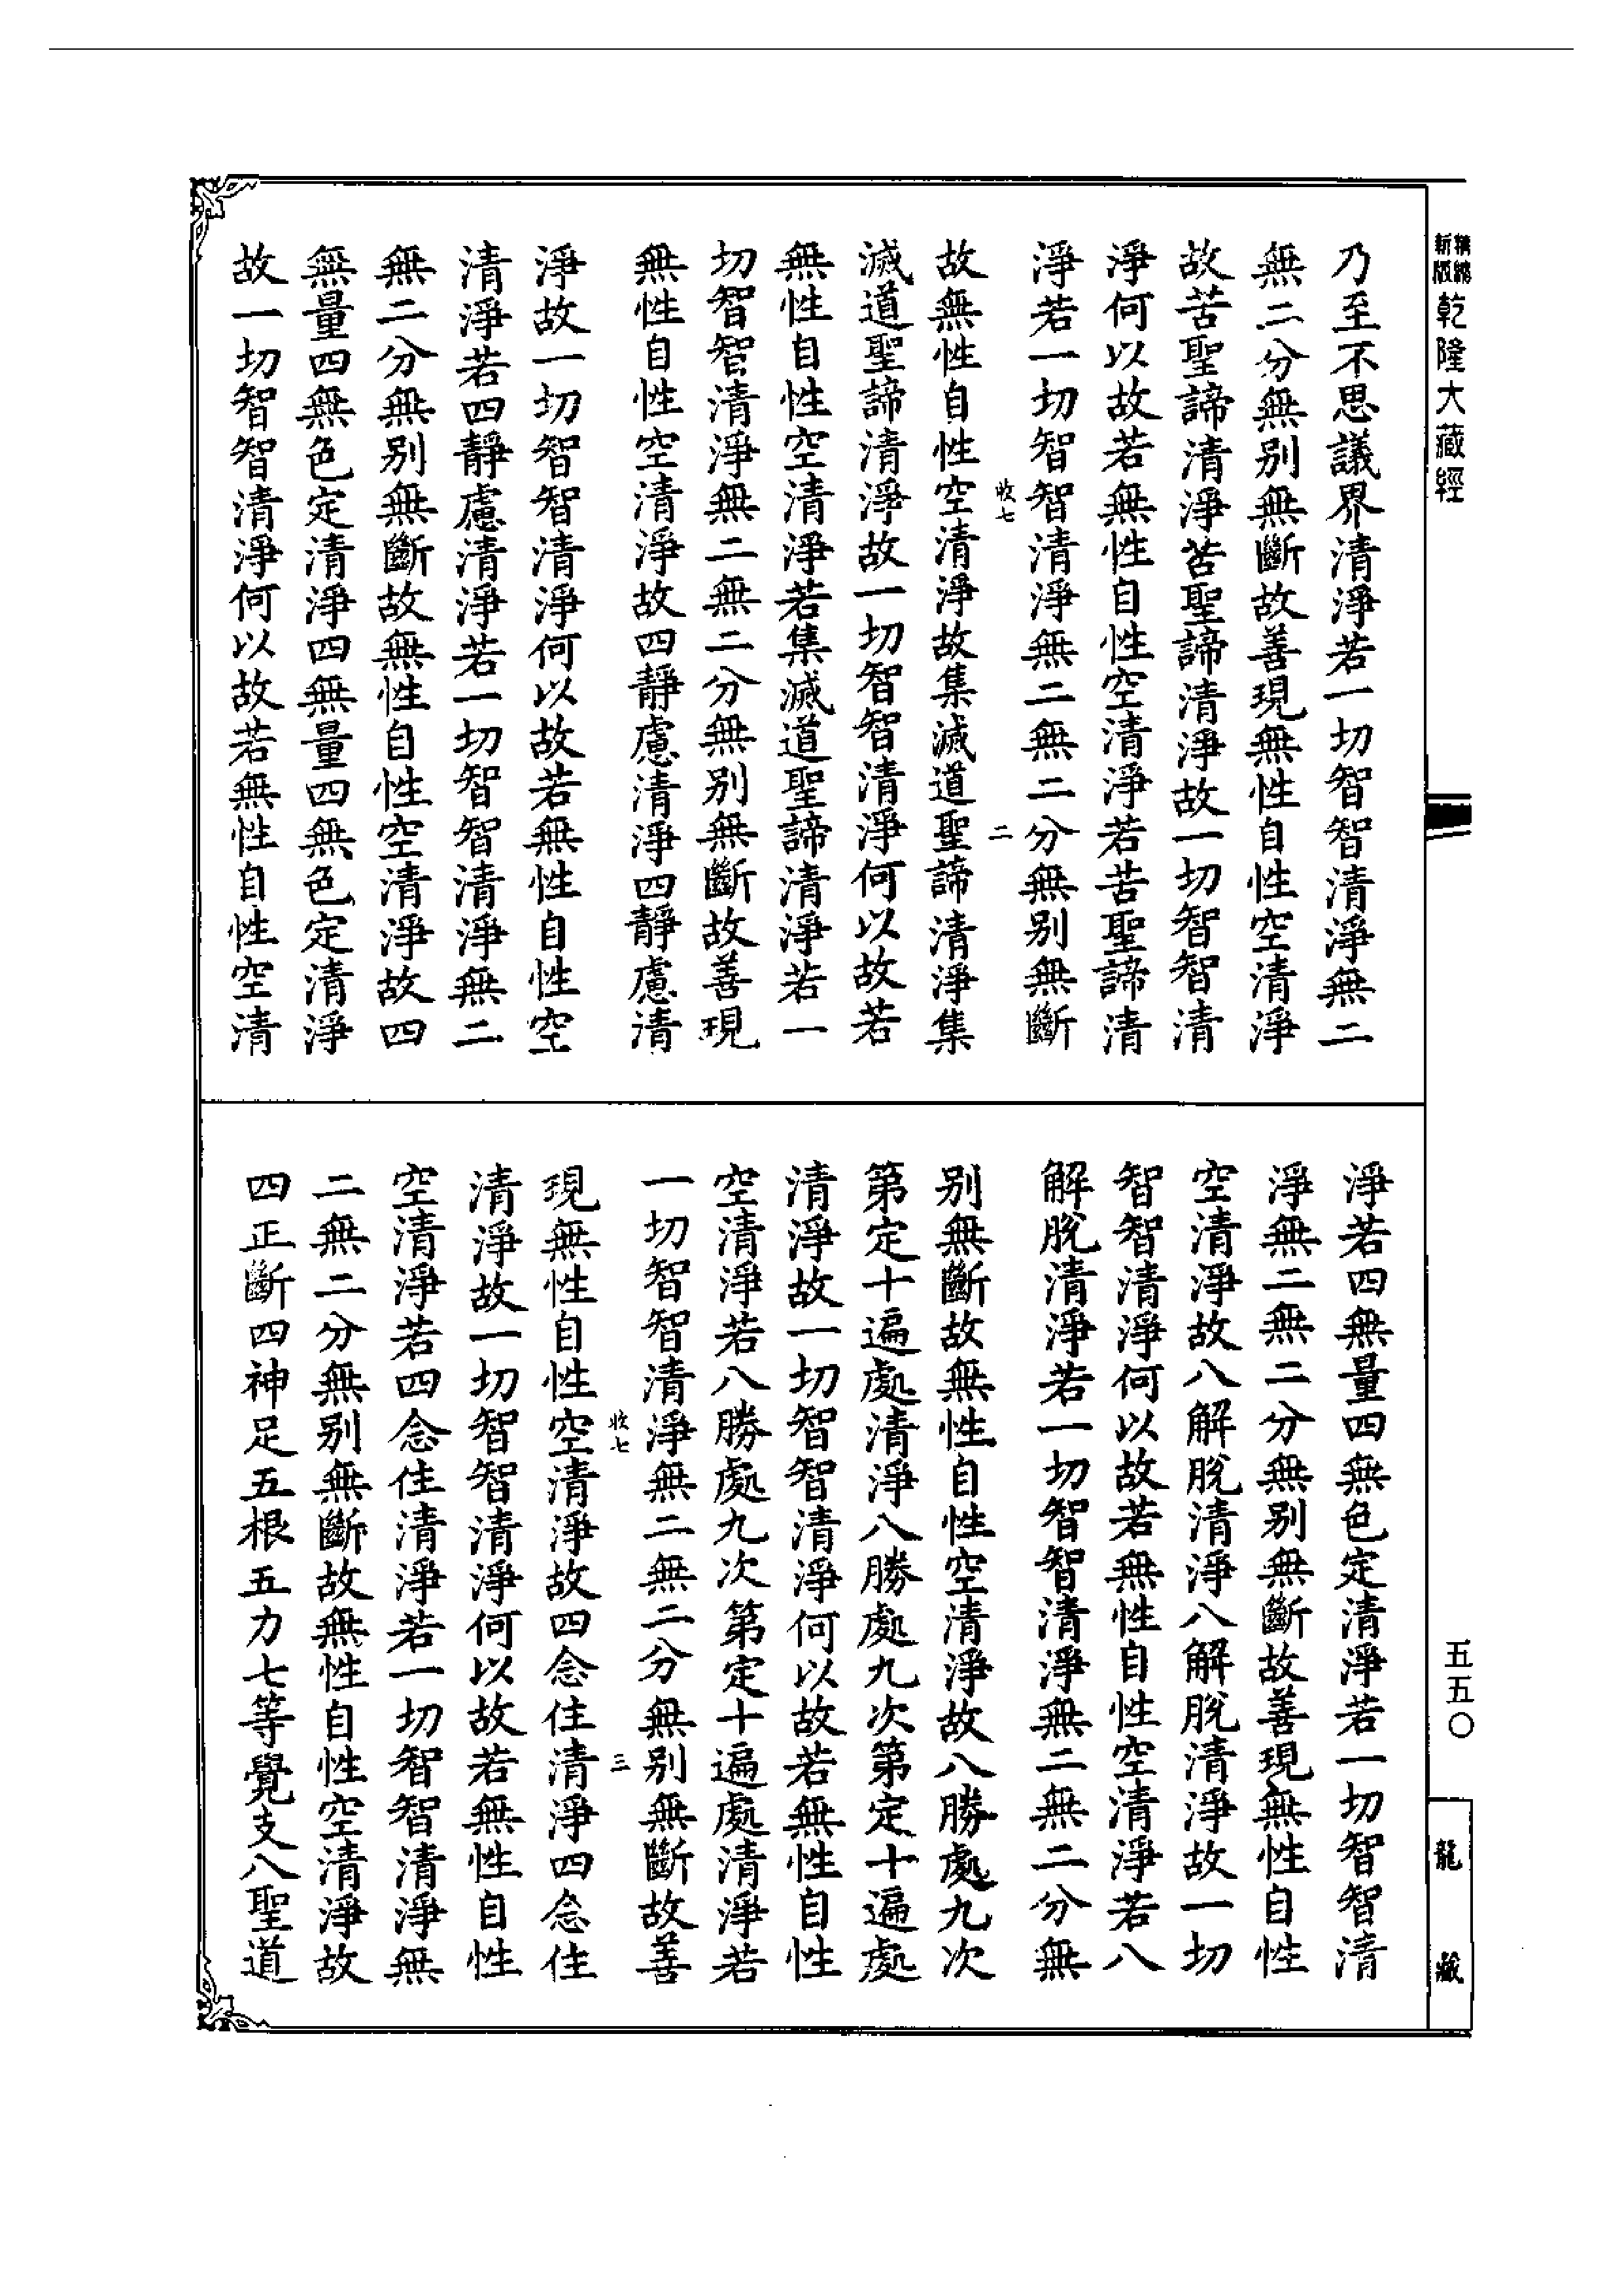 精縮
新版
乾隆大藏經
乃至不思議界清淨若一切智智清淨無二
無二分無別無斷故善現無性自性空清淨
故苦聖諦清淨苦聖諦清淨故一切智智清
淨何以故若無性自性空清淨若苦聖諦清
淨若一切智智清淨無二無二分無別無斷
收七
二
故無性自性空清淨故集滅道聖諦清淨集
滅道聖諦清淨故一切智智清淨何以故若
無性自性空清淨若集滅道聖諦清淨若一
切智智清淨無二無二分無別無斷故善現
無性自性空清淨故四靜慮清淨四靜慮清
淨故一切智智清淨何以故若無性自性空
清淨若四靜慮清淨若一切智智清淨無二
無二分無別無斷故無性自性空清淨故四
無量四無色定清淨四無量四無色定清淨
故一切智智清淨何以故若無性自性空清
淨若四無量四無色定清淨若一切智智清
淨無二無二分無別無斷故善現無性自性
空清淨故八解脫清淨八解脫清淨故一切
智智清淨何以故若無性自性空清淨若八
解脫清淨若一切智智清淨無二無二分無
別無斷故無性自性空清淨故八勝處九次
第定十遍處清淨八勝處九次第定十遍處
清淨故一切智智清淨何以故若無性自性
空清淨若八勝處九次第定十遍處清淨若
一切智智清淨無二無二分無別無斷故善
收七
三
現無性自性空清淨故四念住清淨四念住
清淨故一切智智清淨何以故若無性自性
空清淨若四念住清淨若一切智智清淨無
二無二分無別無斷故無性自性空清淨故
四正斷四神足五根五力七等覺支八聖道
五五〇
龍藏